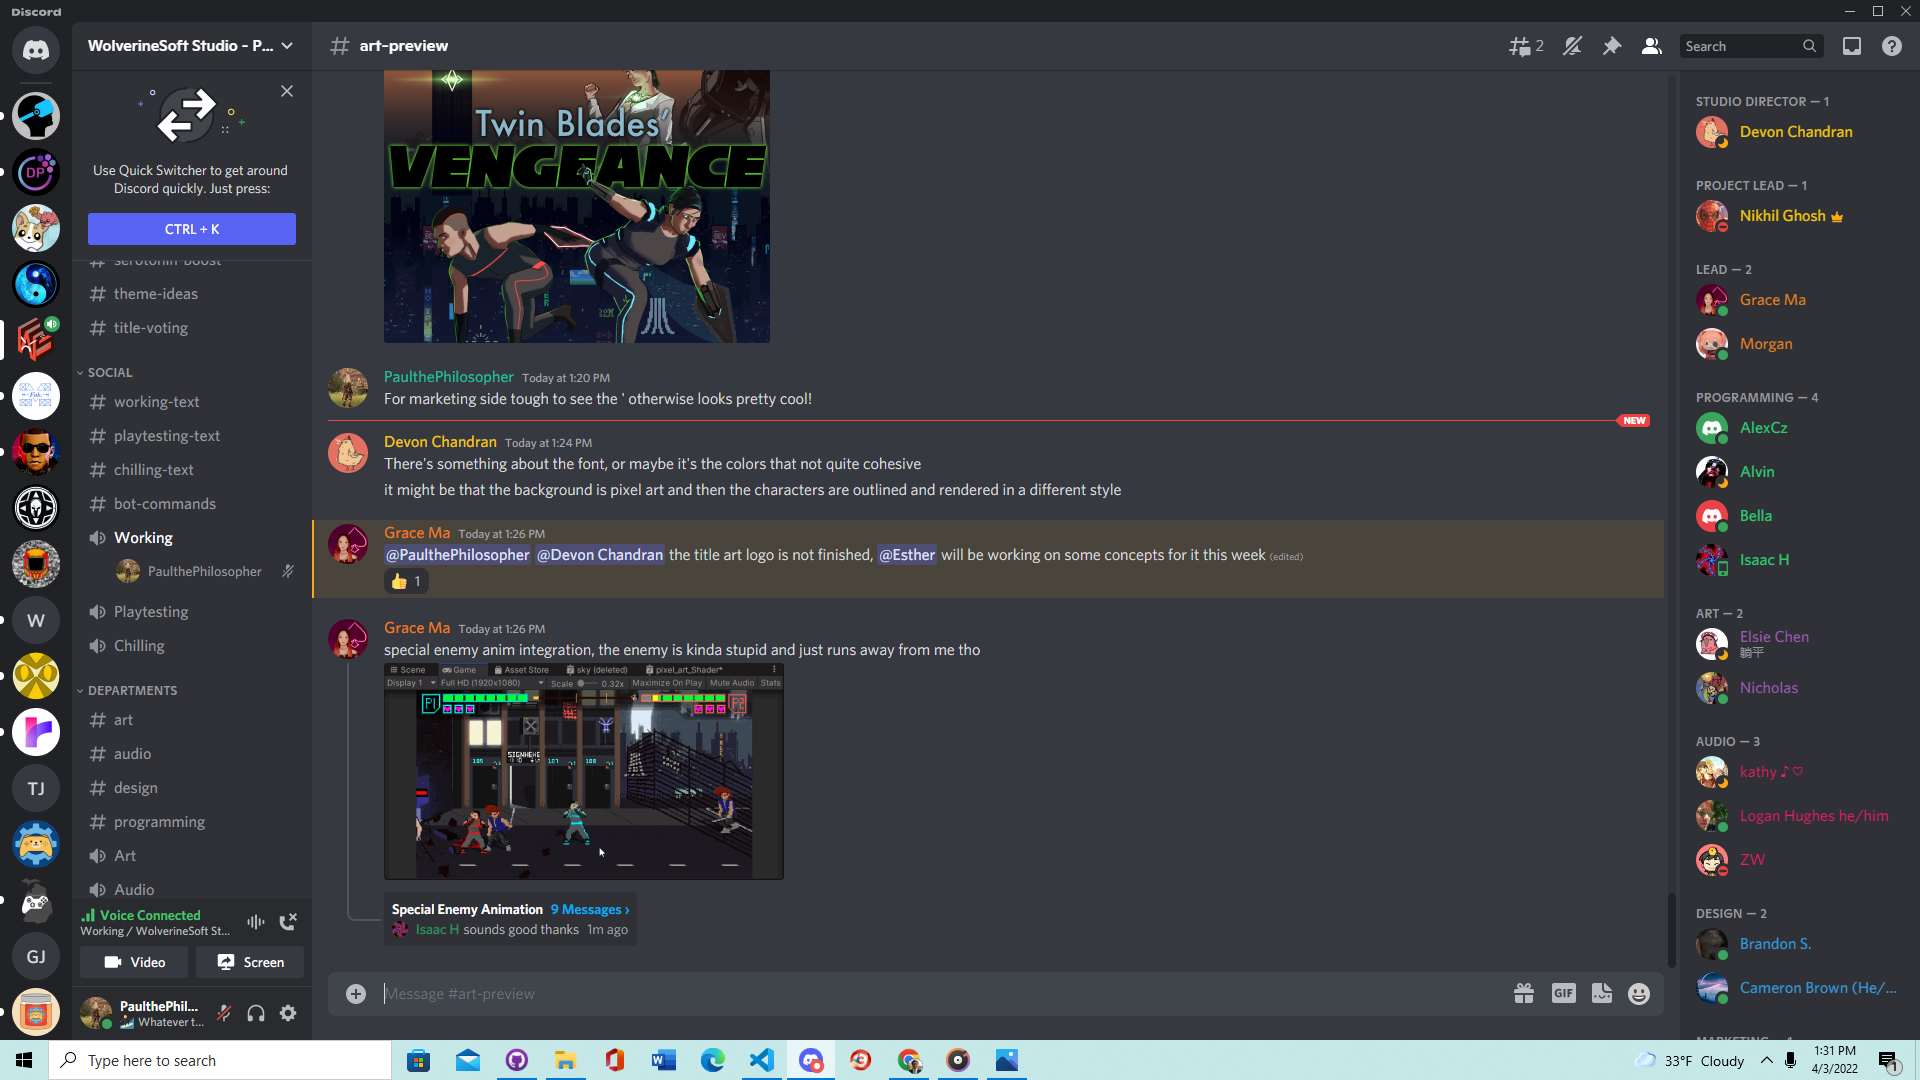 Discord
WolverineSoft Studio - P...
art-preview
2
Search
Use Quick Switcher to get around
Discord quickly. Just press:
CTRL + K
serotonin-boost
theme-ideas
title-voting
SOCIAL
working-text
playtesting-text
chilling-text
bot-commands
Working
PaulthePhilosopher
Playtesting
Chilling
DEPARTMENTS
art
audio
design
programming
Art
Audio
Voice Connected
Working / WolverineSoft St...
Video
Screen
PaulthePhil...
Whatever t...
DP
W
TJ
GJ
Twin Blades'
VENGEANCE
PaulthePhilosopher Today at 1:20 PM
For marketing side tough to see the ' otherwise looks pretty cool!
NEW
Devon Chandran Today at 1:24 PM
There's something about the font, or maybe it's the colors that not quite cohesive
it might be that the background is pixel art and then the characters are outlined and rendered in a different style
Grace Ma Today at 1:26 PM
@PaulthePhilosopher @Devon Chandran the title art logo is not finished, @Esther will be working on some concepts for it this week (edited)
1
Grace Ma Today at 1:26 PM
special enemy anim integration, the enemy is kinda stupid and just runs away from me tho
Scene Game Asset Store sky (deleted) pixel_art_Shader*
Display 1 Full HD (1920x1080) Scale 0.32x Maximize On Play Mute Audio Stats
P1
P2
Special Enemy Animation 9 Messages ›
Isaac H sounds good thanks 1m ago
Message #art-preview
GIF
STUDIO DIRECTOR — 1
Devon Chandran
PROJECT LEAD — 1
Nikhil Ghosh
LEAD — 2
Grace Ma
Morgan
PROGRAMMING — 4
AlexCz
Alvin
Bella
Isaac H
ART — 2
Elsie Chen
躺平
Nicholas
AUDIO — 3
kathy ♪ ♡
Logan Hughes he/him
ZW
DESIGN — 2
Brandon S.
Cameron Brown (He/...
Type here to search
33°F Cloudy
1:31 PM
4/3/2022
1